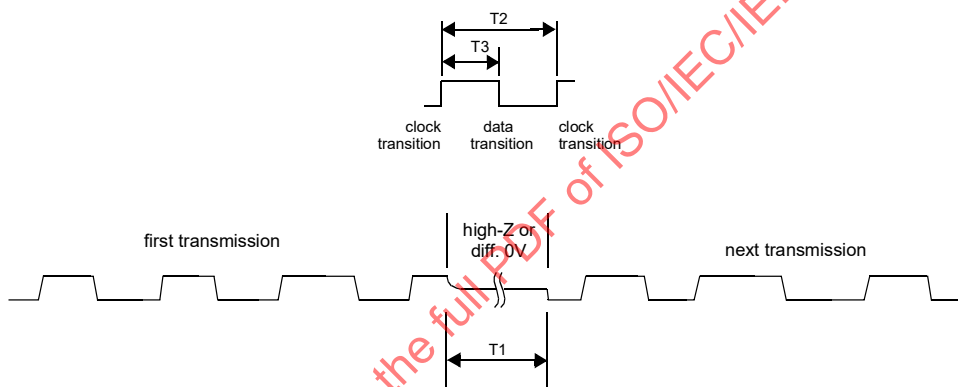 T2
T3
clock
transition
data
transition
clock
transition
first transmission
high-Z or
diff. 0V
next transmission
T1
the full PDF of ISO/IEC/IEE